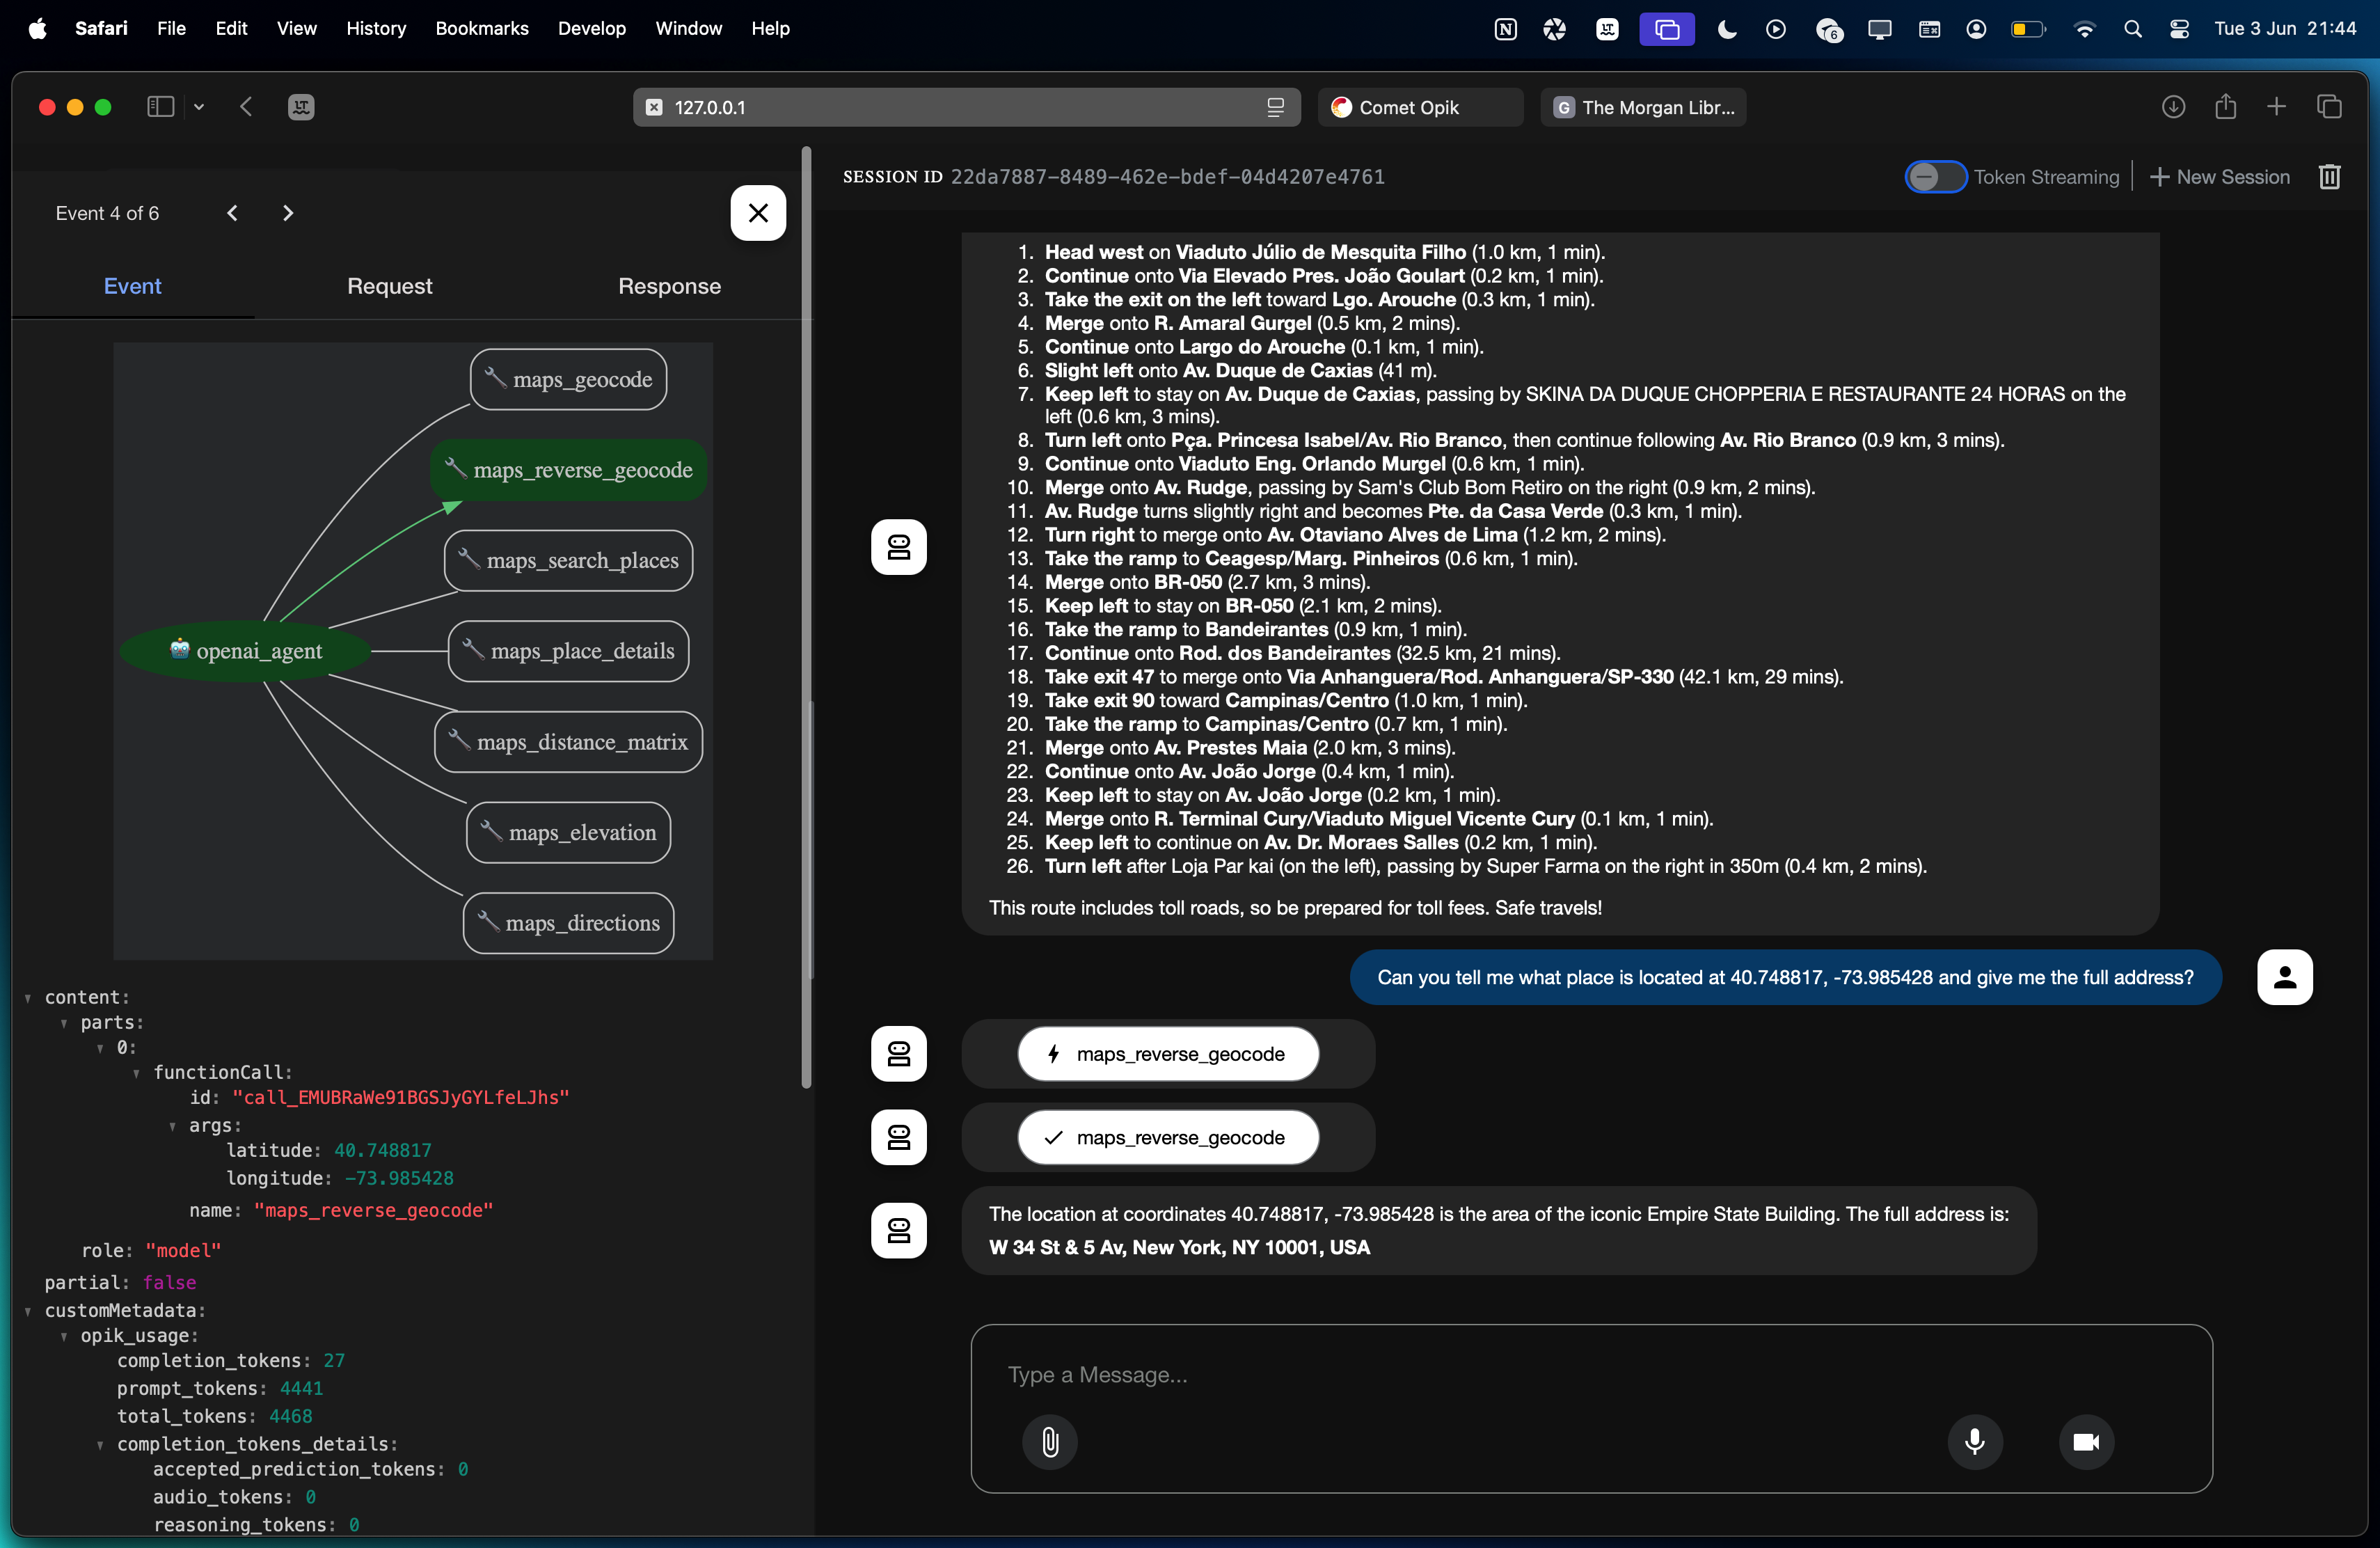 Safari File Edit View History Bookmarks Develop Window Help
6
Tue 3 Jun 21:44
127.0.0.1
Comet Opik
G The Morgan Libr...
Event 4 of 6
Event Request Response
maps_geocode
maps_reverse_geocode
maps_search_places
openai_agent
maps_place_details
maps_distance_matrix
maps_elevation
maps_directions
content:
parts:
0:
functionCall:
id: "call_EMUBRaWe91BGSJyGYLfeLJhs"
args:
latitude: 40.748817
longitude: -73.985428
name: "maps_reverse_geocode"
role: "model"
partial: false
customMetadata:
opik_usage:
completion_tokens: 27
prompt_tokens: 4441
total_tokens: 4468
completion_tokens_details:
accepted_prediction_tokens: 0
audio_tokens: 0
reasoning_tokens: 0
SESSION ID 22da7887-8489-462e-bdef-04d4207e4761
Token Streaming
New Session
1. Head west on Viaduto Júlio de Mesquita Filho (1.0 km, 1 min).
2. Continue onto Via Elevado Pres. João Goulart (0.2 km, 1 min).
3. Take the exit on the left toward Lgo. Arouche (0.3 km, 1 min).
4. Merge onto R. Amaral Gurgel (0.5 km, 2 mins).
5. Continue onto Largo do Arouche (0.1 km, 1 min).
6. Slight left onto Av. Duque de Caxias (41 m).
7. Keep left to stay on Av. Duque de Caxias, passing by SKINA DA DUQUE CHOPPERIA E RESTAURANTE 24 HORAS on the
left (0.6 km, 3 mins).
8. Turn left onto Pça. Princesa Isabel/Av. Rio Branco, then continue following Av. Rio Branco (0.9 km, 3 mins).
9. Continue onto Viaduto Eng. Orlando Murgel (0.6 km, 1 min).
10. Merge onto Av. Rudge, passing by Sam's Club Bom Retiro on the right (0.9 km, 2 mins).
11. Av. Rudge turns slightly right and becomes Pte. da Casa Verde (0.3 km, 1 min).
12. Turn right to merge onto Av. Otaviano Alves de Lima (1.2 km, 2 mins).
13. Take the ramp to Ceagesp/Marg. Pinheiros (0.6 km, 1 min).
14. Merge onto BR-050 (2.7 km, 3 mins).
15. Keep left to stay on BR-050 (2.1 km, 2 mins).
16. Take the ramp to Bandeirantes (0.9 km, 1 min).
17. Continue onto Rod. dos Bandeirantes (32.5 km, 21 mins).
18. Take exit 47 to merge onto Via Anhanguera/Rod. Anhanguera/SP-330 (42.1 km, 29 mins).
19. Take exit 90 toward Campinas/Centro (1.0 km, 1 min).
20. Take the ramp to Campinas/Centro (0.7 km, 1 min).
21. Merge onto Av. Prestes Maia (2.0 km, 3 mins).
22. Continue onto Av. João Jorge (0.4 km, 1 min).
23. Keep left to stay on Av. João Jorge (0.2 km, 1 min).
24. Merge onto R. Terminal Cury/Viaduto Miguel Vicente Cury (0.1 km, 1 min).
25. Keep left to continue on Av. Dr. Moraes Salles (0.2 km, 1 min).
26. Turn left after Loja Par kai (on the left), passing by Super Farma on the right in 350m (0.4 km, 2 mins).
This route includes toll roads, so be prepared for toll fees. Safe travels!
Can you tell me what place is located at 40.748817, -73.985428 and give me the full address?
maps_reverse_geocode
maps_reverse_geocode
The location at coordinates 40.748817, -73.985428 is the area of the iconic Empire State Building. The full address is:
W 34 St & 5 Av, New York, NY 10001, USA
Type a Message...